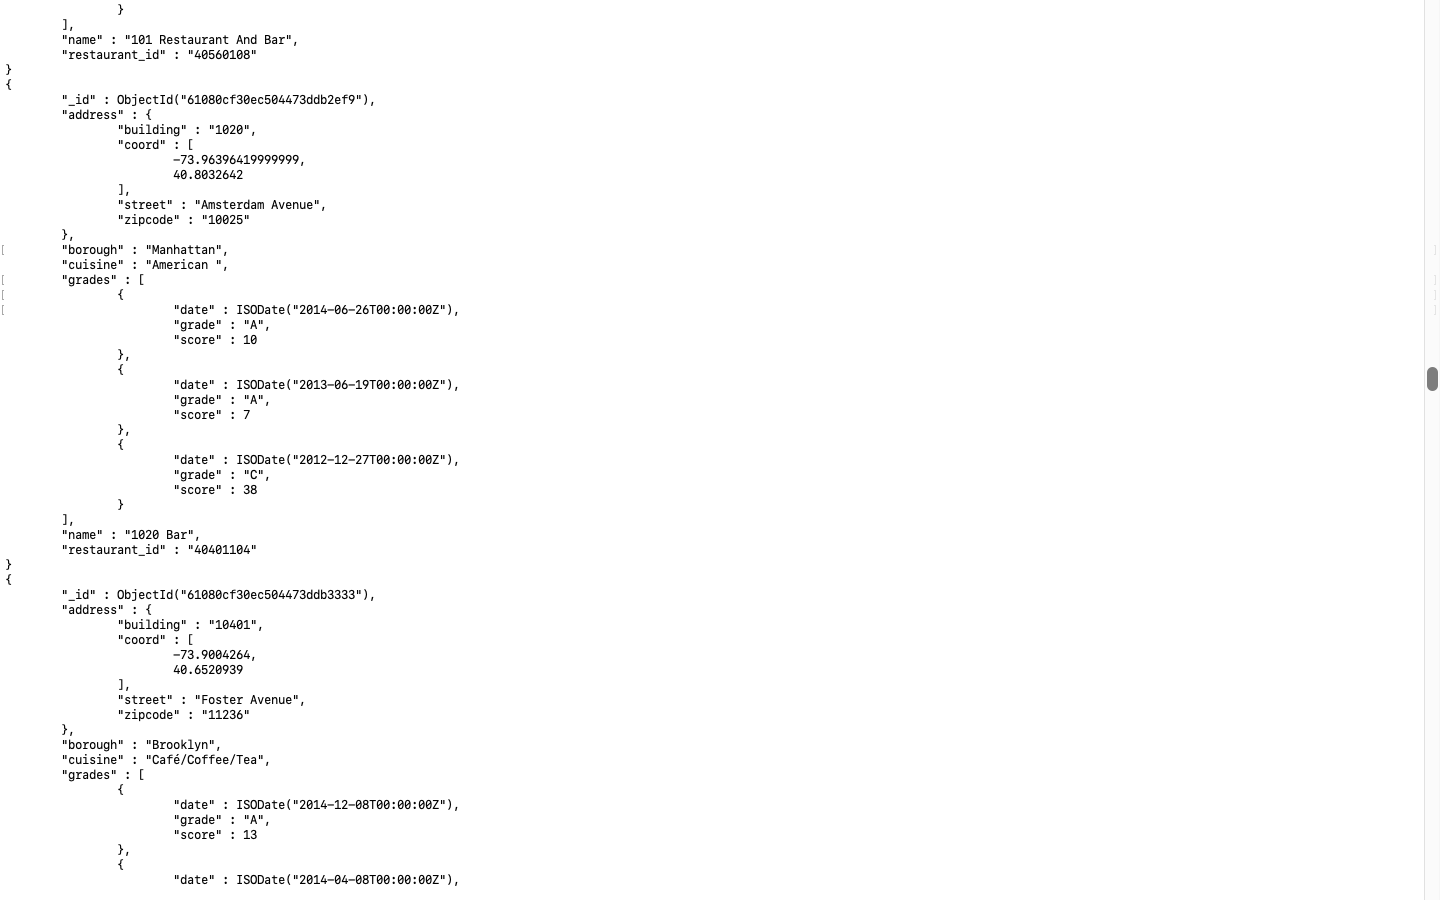 }
],
"name" : "101 Restaurant And Bar",
"restaurant_id" : "40560108"
}
{
"_id" : ObjectId("61080cf30ec504473ddb2ef9"),
"address" : {
"building" : "1020",
"coord" : [
-73.96396419999999,
40.8032642
],
"street" : "Amsterdam Avenue",
"zipcode" : "10025"
},
"borough" : "Manhattan",
"cuisine" : "American ",
"grades" : [
{
"date" : ISODate("2014-06-26T00:00:00Z"),
"grade" : "A",
"score" : 10
},
{
"date" : ISODate("2013-06-19T00:00:00Z"),
"grade" : "A",
"score" : 7
},
{
"date" : ISODate("2012-12-27T00:00:00Z"),
"grade" : "C",
"score" : 38
}
],
"name" : "1020 Bar",
"restaurant_id" : "40401104"
}
{
"_id" : ObjectId("61080cf30ec504473ddb3333"),
"address" : {
"building" : "10401",
"coord" : [
-73.9004264,
40.6520939
],
"street" : "Foster Avenue",
"zipcode" : "11236"
},
"borough" : "Brooklyn",
"cuisine" : "Café/Coffee/Tea",
"grades" : [
{
"date" : ISODate("2014-12-08T00:00:00Z"),
"grade" : "A",
"score" : 13
},
{
"date" : ISODate("2014-04-08T00:00:00Z"),